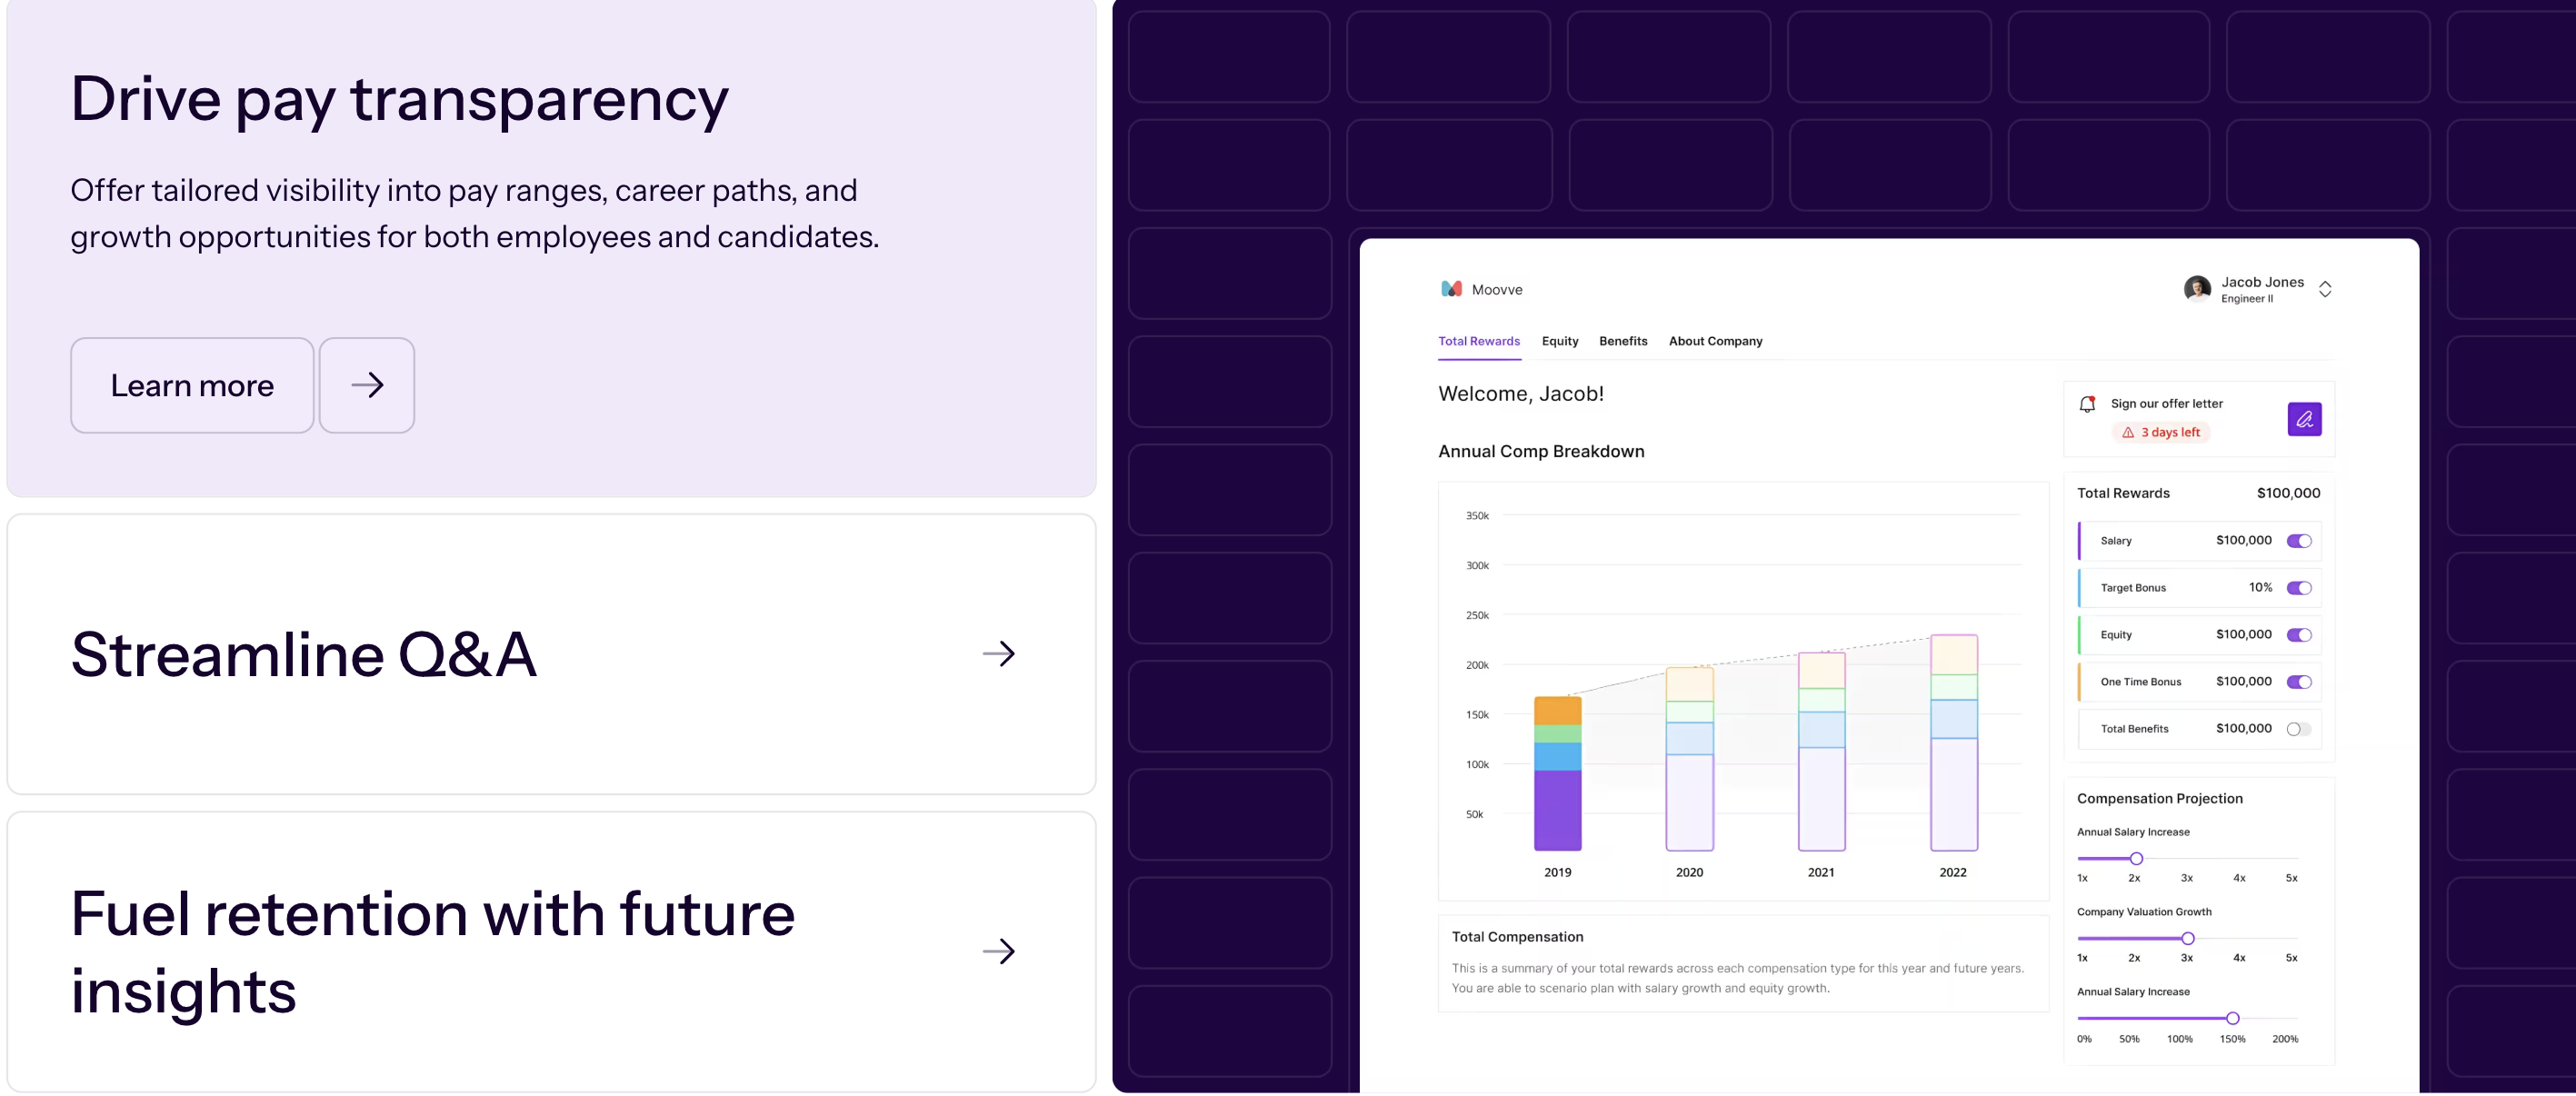 Drive pay transparency
Offer tailored visibility into pay ranges, career paths, and
growth opportunities for both employees and candidates.
Learn more
Streamline Q&A
Fuel retention with future
insights
Moovve
Jacob Jones
Engineer II
Total Rewards Equity Benefits About Company
Welcome, Jacob!
Annual Comp Breakdown
350k
300k
250k
200k
150k
100k
50k
2019 2020 2021 2022
Total Compensation
This is a summary of your total rewards across each compensation type for this year and future years.
You are able to scenario plan with salary growth and equity growth.
Sign our offer letter
3 days left
Total Rewards $100,000
Salary $100,000
Target Bonus 10%
Equity $100,000
One Time Bonus $100,000
Total Benefits $100,000
Compensation Projection
Annual Salary Increase
1x 2x 3x 4x 5x
Company Valuation Growth
1x 2x 3x 4x 5x
Annual Salary Increase
0% 50% 100% 150% 200%